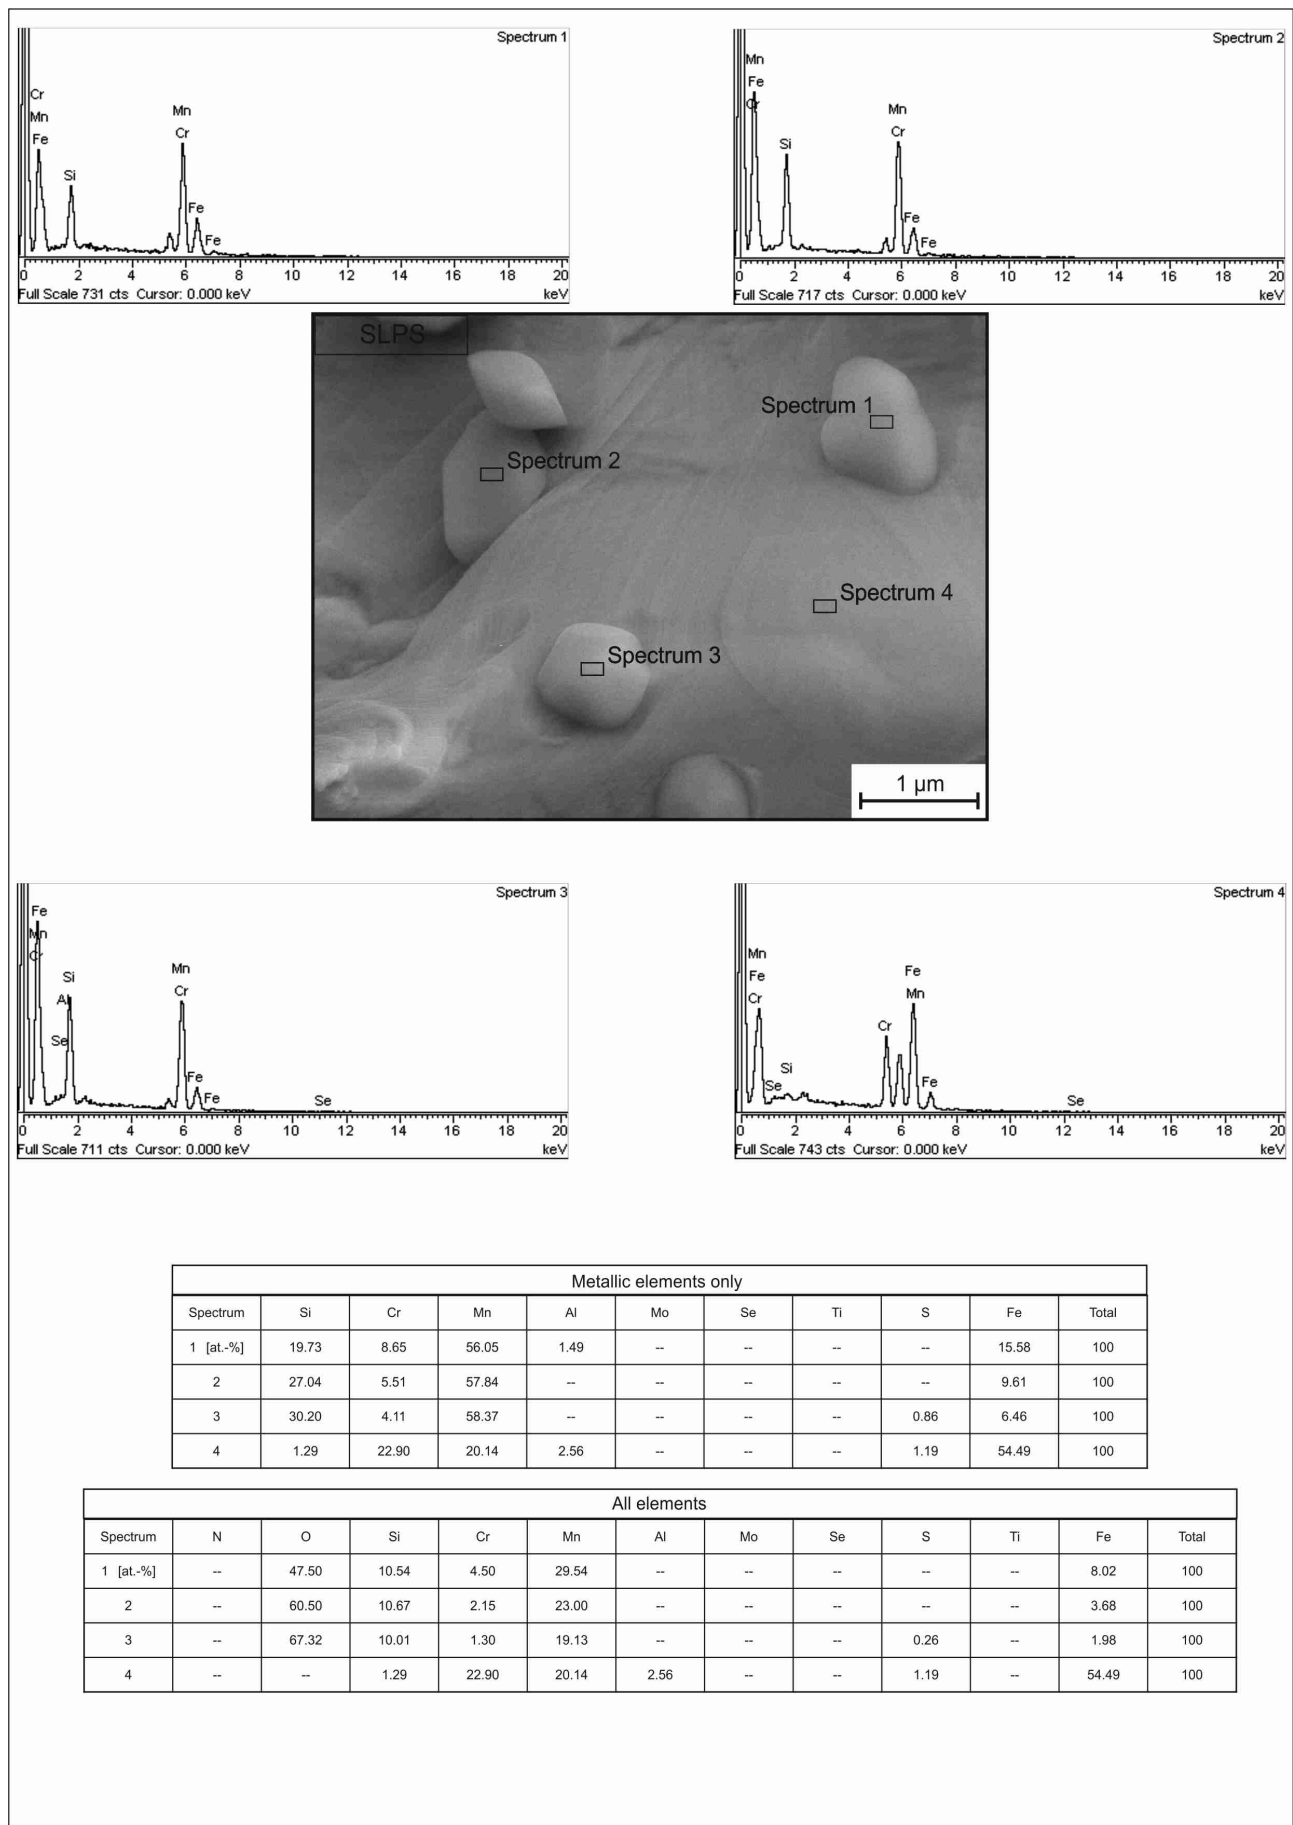 Spectrum 1
Cr
Mn
Fe
Si
Mn
Cr
Fe
Fe
0 2 4 6 8 10 12 14 16 18 20
Full Scale 731 cts Cursor: 0.000 keV keV
Spectrum 2
Mn
Fe
Cr
Si
Mn
Cr
Fe
Fe
0 2 4 6 8 10 12 14 16 18 20
Full Scale 717 cts Cursor: 0.000 keV keV
SLPS
Spectrum 1
Spectrum 2
Spectrum 4
Spectrum 3
1 µm
Spectrum 3
Fe
Mn
Cr
Si
Al
Se
Mn
Cr
Fe
Fe
Se
0 2 4 6 8 10 12 14 16 18 20
Full Scale 711 cts Cursor: 0.000 keV keV
Spectrum 4
Mn
Fe
Cr
Se
Si
Cr
Fe
Mn
Fe
Se
0 2 4 6 8 10 12 14 16 18 20
Full Scale 743 cts Cursor: 0.000 keV keV
Metallic elements only
Spectrum Si Cr Mn Al Mo Se Ti S Fe Total
1 [at.-%] 19.73 8.65 56.05 1.49 -- -- -- -- 15.58 100
2 27.04 5.51 57.84 -- -- -- -- -- 9.61 100
3 30.20 4.11 58.37 -- -- -- -- 0.86 6.46 100
4 1.29 22.90 20.14 2.56 -- -- -- 1.19 54.49 100
All elements
Spectrum N O Si Cr Mn Al Mo Se S Ti Fe Total
1 [at.-%] -- 47.50 10.54 4.50 29.54 -- -- -- -- -- 8.02 100
2 -- 60.50 10.67 2.15 23.00 -- -- -- -- -- 3.68 100
3 -- 67.32 10.01 1.30 19.13 -- -- -- 0.26 -- 1.98 100
4 -- -- 1.29 22.90 20.14 2.56 -- -- 1.19 -- 54.49 100